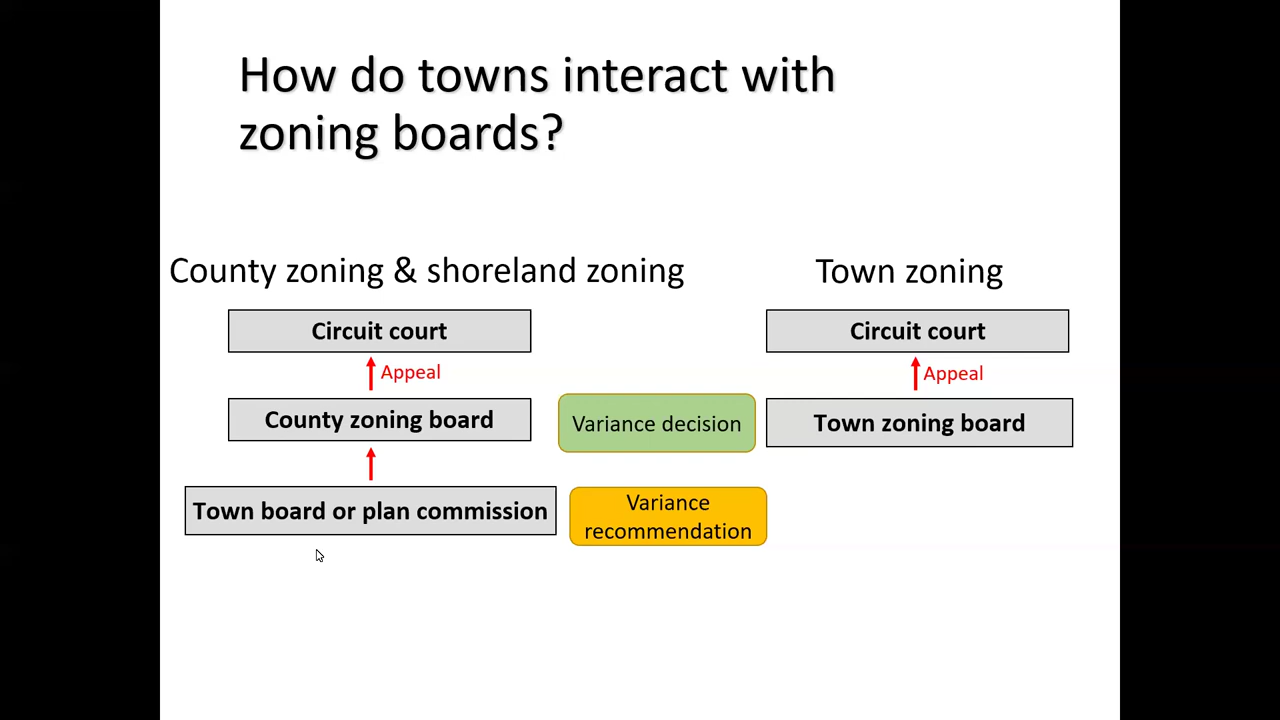 How do towns interact with
zoning boards?
County zoning & shoreland zoning
Town zoning
Circuit court
Circuit court
Appeal
Appeal
County zoning board
Variance decision
Town zoning board
Town board or plan commission
Variance
recommendation